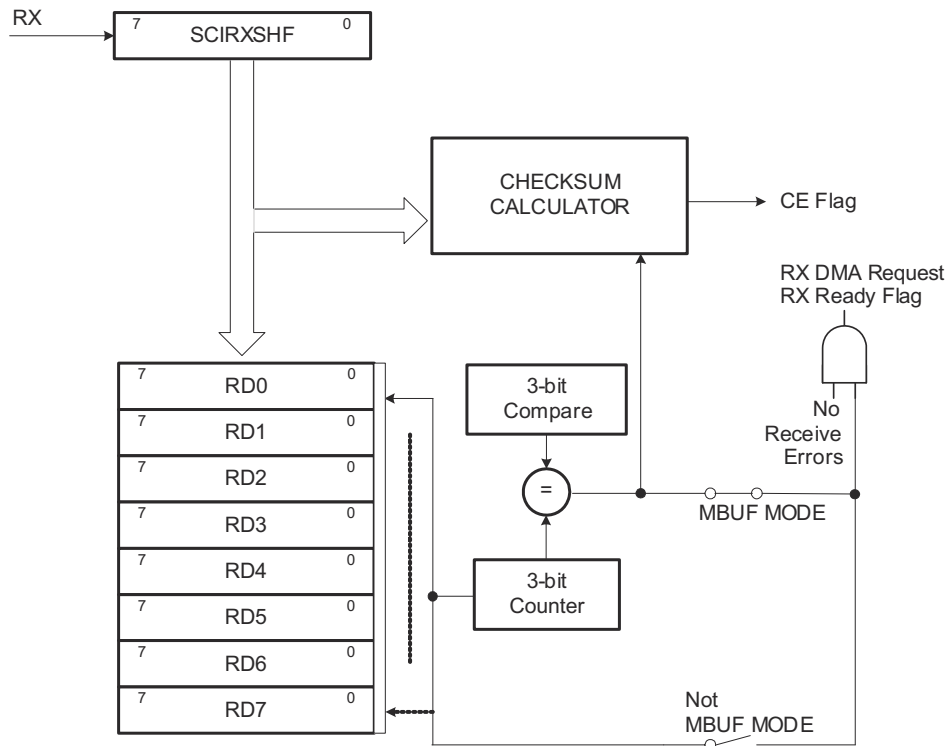 RX
7 SCIRXSHF 0
CHECKSUM
CALCULATOR
CE Flag
RX DMA Request
RX Ready Flag
7 RD0 0
7 RD1 0
7 RD2 0
7 RD3 0
7 RD4 0
7 RD5 0
7 RD6 0
7 RD7 0
3-bit
Compare
No
Receive
Errors
=
MBUF MODE
3-bit
Counter
Not
MBUF MODE